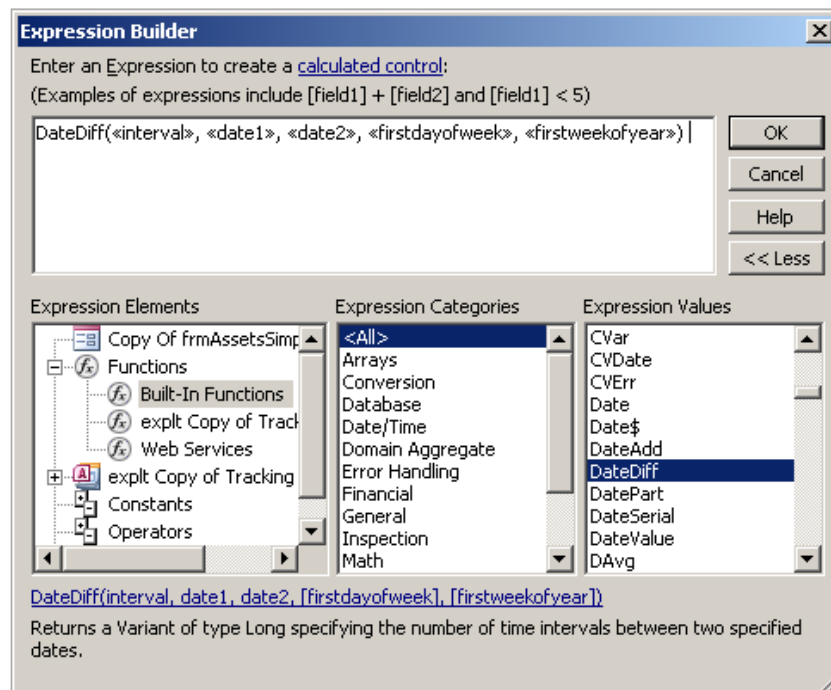 Expression Builder
Enter an Expression to create a calculated control:
(Examples of expressions include [field1] + [field2] and [field1] < 5)
DateDiff(«interval», «date1», «date2», «firstdayofweek», «firstweekofyear»)
OK
Cancel
Help
<< Less
Expression Elements
Copy Of frmAssetsSimp
Functions
Built-In Functions
explt Copy of Track
Web Services
explt Copy of Tracking
Constants
Operators
Expression Categories
<All>
Arrays
Conversion
Database
Date/Time
Domain Aggregate
Error Handling
Financial
General
Inspection
Math
Expression Values
CVar
CVDate
CVErr
Date
Date$
DateAdd
DateDiff
DatePart
DateSerial
DateValue
DAvg
DateDiff(interval, date1, date2, [firstdayofweek], [firstweekofyear])
Returns a Variant of type Long specifying the number of time intervals between two specified
dates.